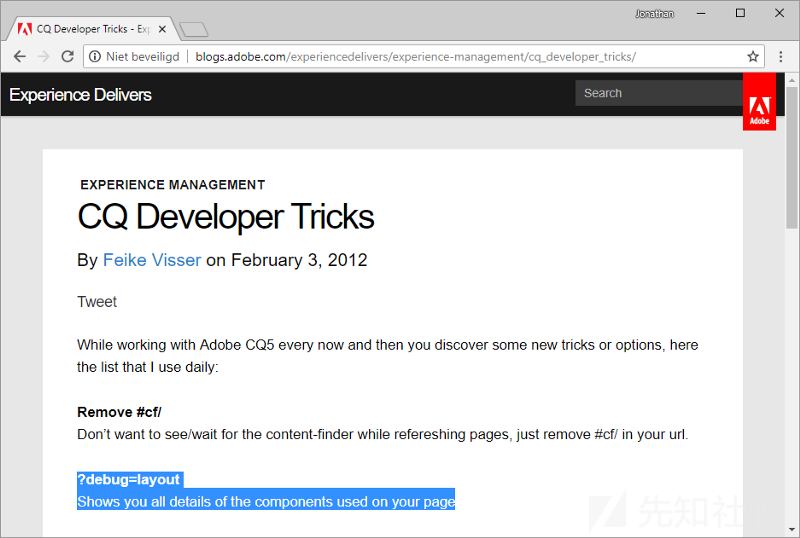 Jonathan
CQ Developer Tricks - Exp
Niet beveiligd blogs.adobe.com/experiencedelivers/experience-management/cq_developer_tricks/
Experience Delivers
Search
Adobe
EXPERIENCE MANAGEMENT
CQ Developer Tricks
By Feike Visser on February 3, 2012
Tweet
While working with Adobe CQ5 every now and then you discover some new tricks or options, here
the list that I use daily:
Remove #cf/
Don't want to see/wait for the content-finder while refereshing pages, just remove #cf/ in your url.
?debug=layout
Shows you all details of the components used on your page
先知社